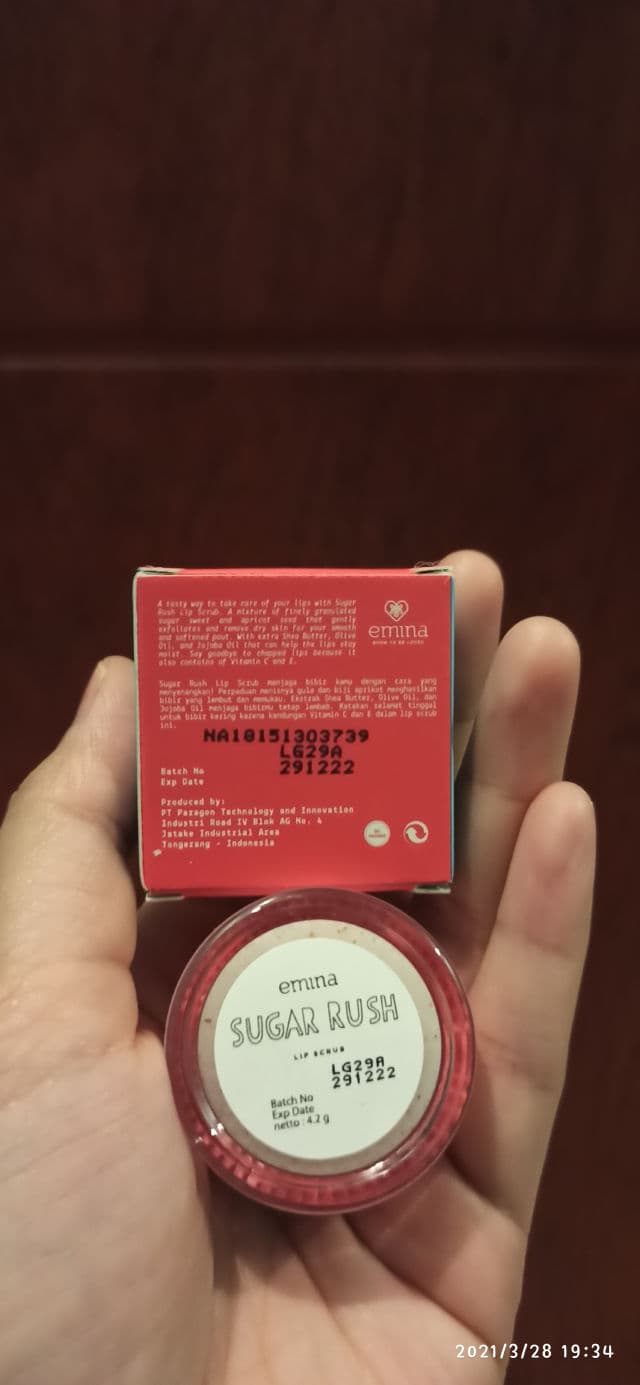 A tasty way to take care of your lips with Sugar
Rush Lip Scrub. A mixture of finely granulated
sugar sweet and apricot seed that gently
exfoliates and remove dry skin for your smooth
and softened pout. With extra Shea Butter, Olive
Oil, and Jojoba Oil that can help the lips stay
moist. Say goodbye to chapped lips because it
also contains of Vitamin C and E.
emina
BORN TO BE LOVED
Sugar Rush Lip Scrub menjaga bibir kamu dengan cara yang
menyenangkan! Perpaduan manisnya gula dan biji aprikot menghasilkan
bibir yang lembut dan memukau. Ekstrak Shea Butter, Olive Oil, dan
Jojoba Oil menjaga bibirmu tetap lembab. Katakan selamat tinggal
untuk bibir kering karena kandungan Vitamin C dan E dalam lip scrub
ini.
NA18151303739
LG29A
Batch No 291222
Exp Date
Produced by:
PT Paragon Technology and Innovation
Industri Road IV Blok AG No. 4
Jatake Industrial Area
Tangerang - Indonesia
emina
SUGAR RUSH
LIP SCRUB
LG29A
291222
Batch No
Exp Date
netto : 4.2 g
2021/3/28 19:34